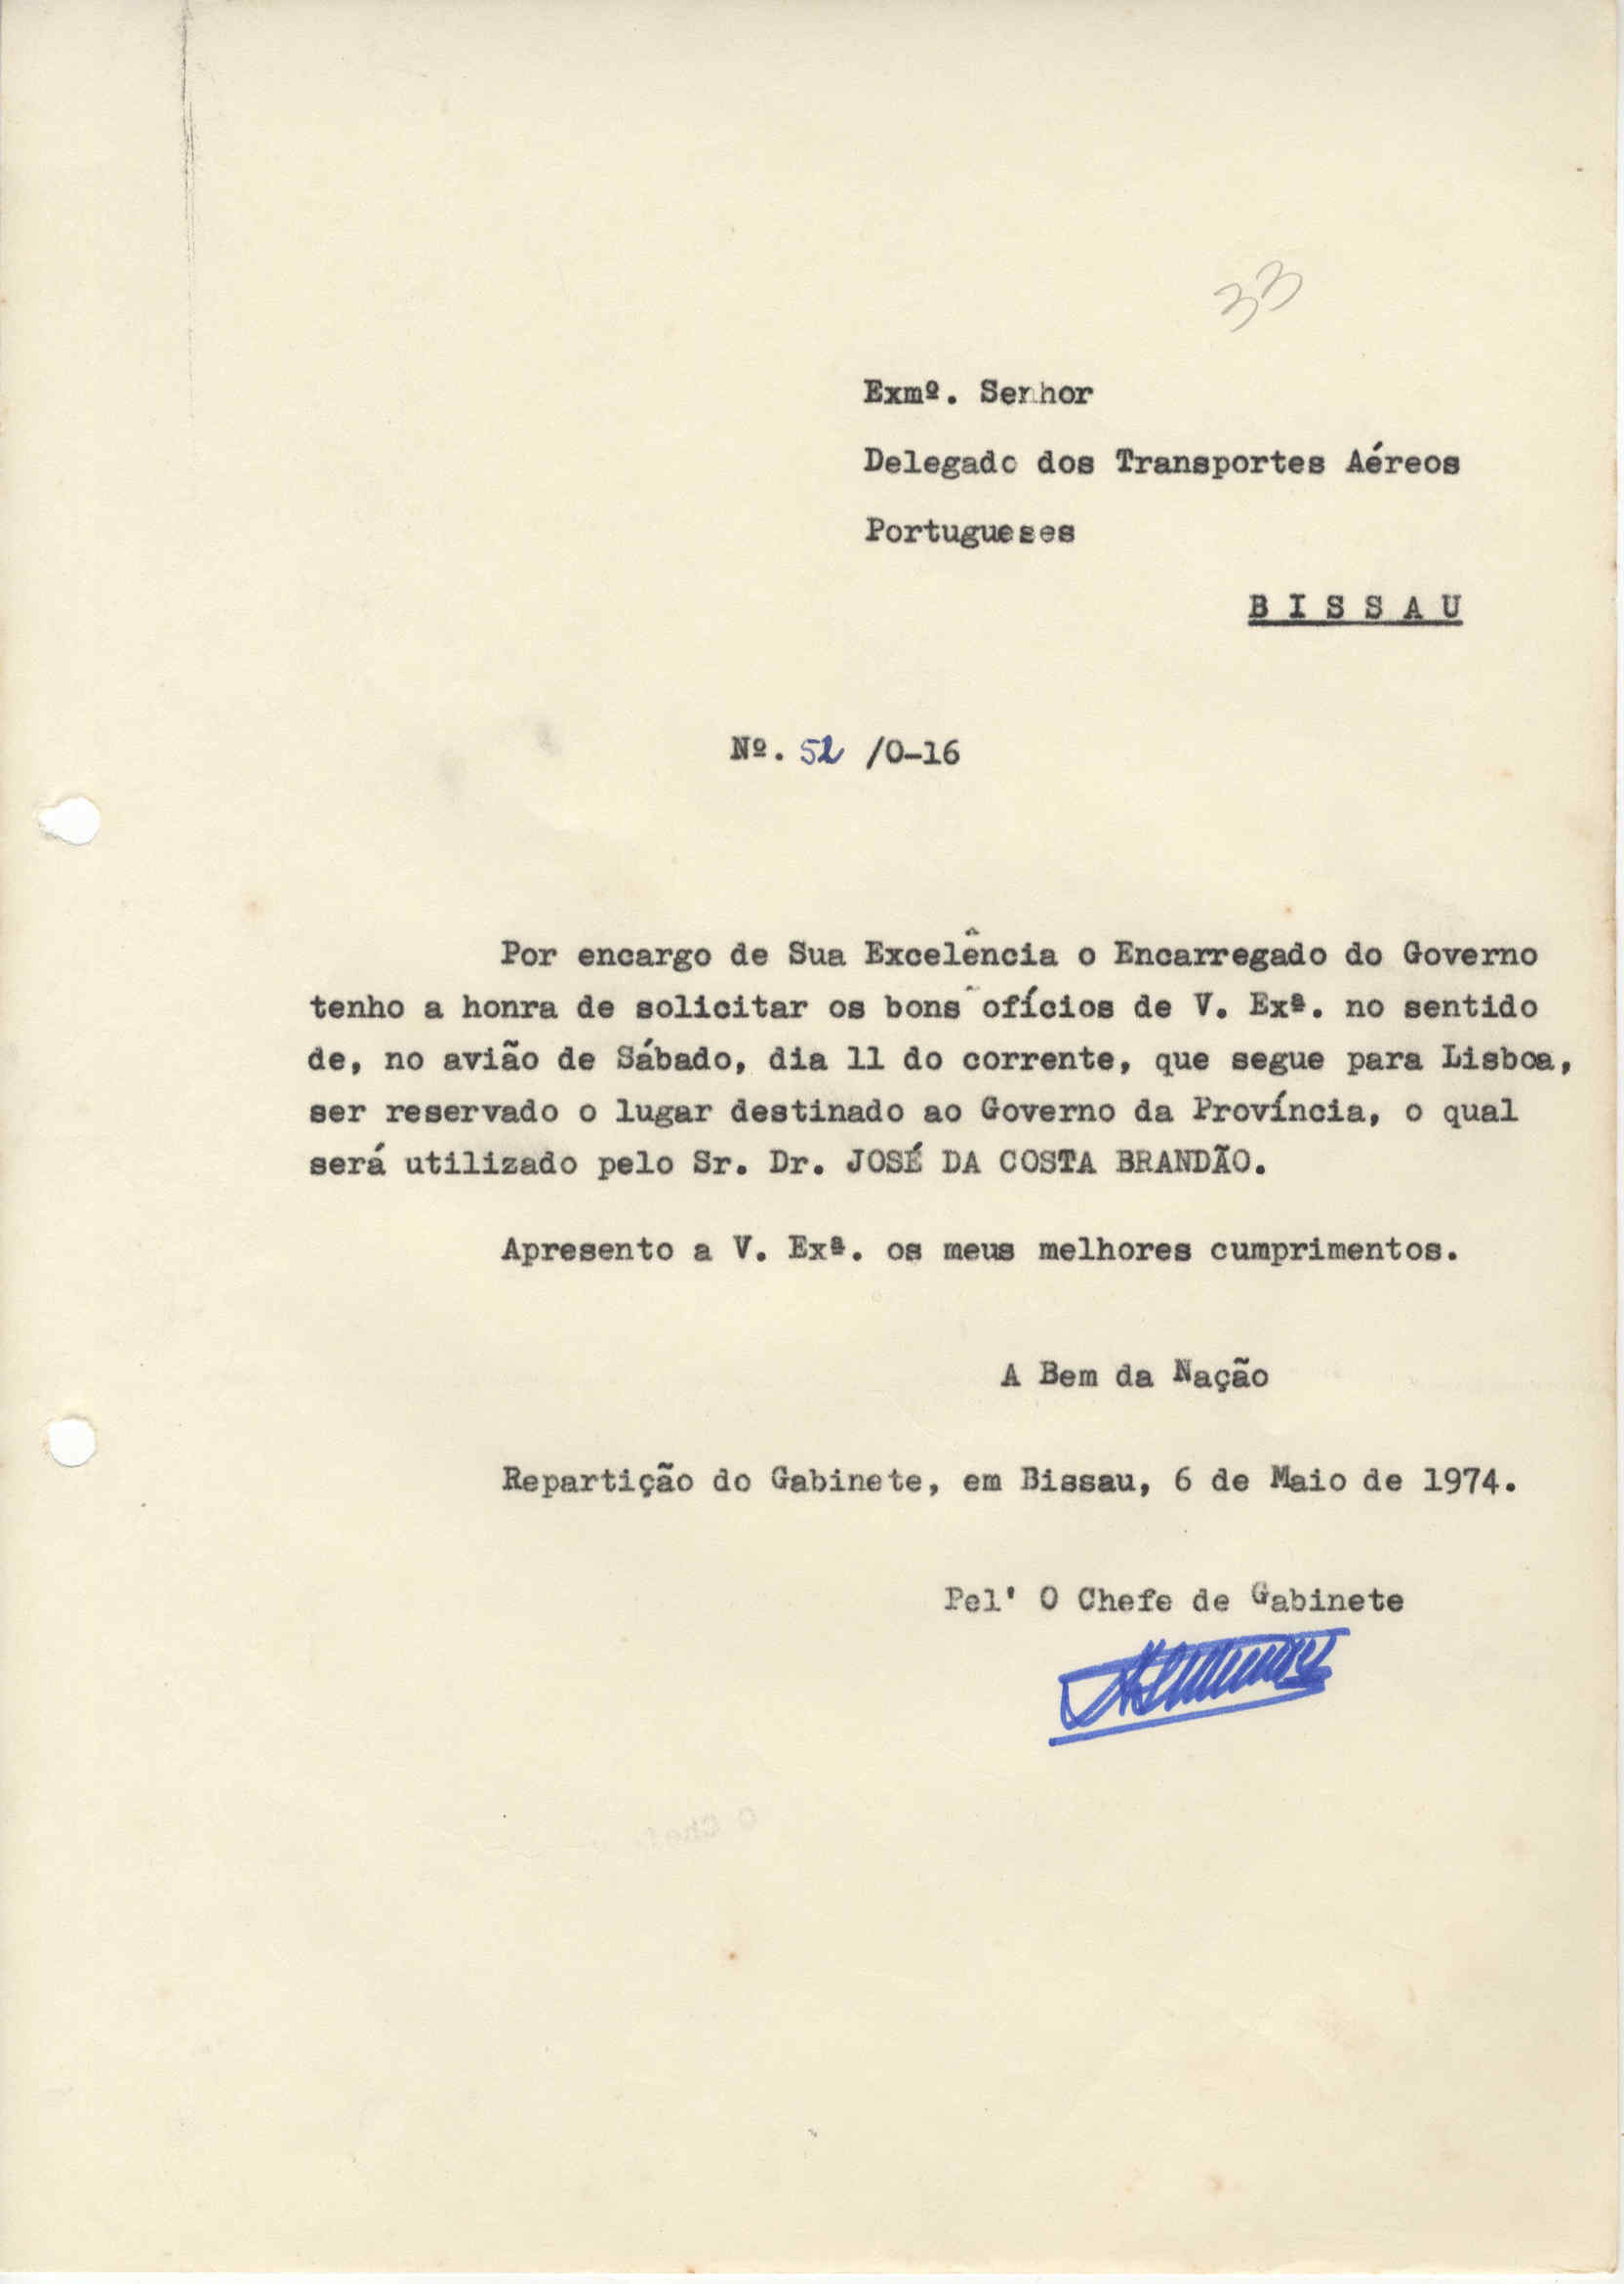 33
Exmº. Senhor
Delegado dos Transportes Aéreos
Portugueses
B I S S A U
Nº. 52 /0-16
Por encargo de Sua Excelência o Encarregado do Governo
tenho a honra de solicitar os bons ofícios de V. Exª. no sentido
de, no avião de Sábado, dia 11 do corrente, que segue para Lisboa,
ser reservado o lugar destinado ao Governo da Província, o qual
será utilizado pelo Sr. Dr. JOSÉ DA COSTA BRANDÃO.
Apresento a V. Exª. os meus melhores cumprimentos.
A Bem da Nação
Repartição do Gabinete, em Bissau, 6 de Maio de 1974.
Pel' O Chefe de Gabinete